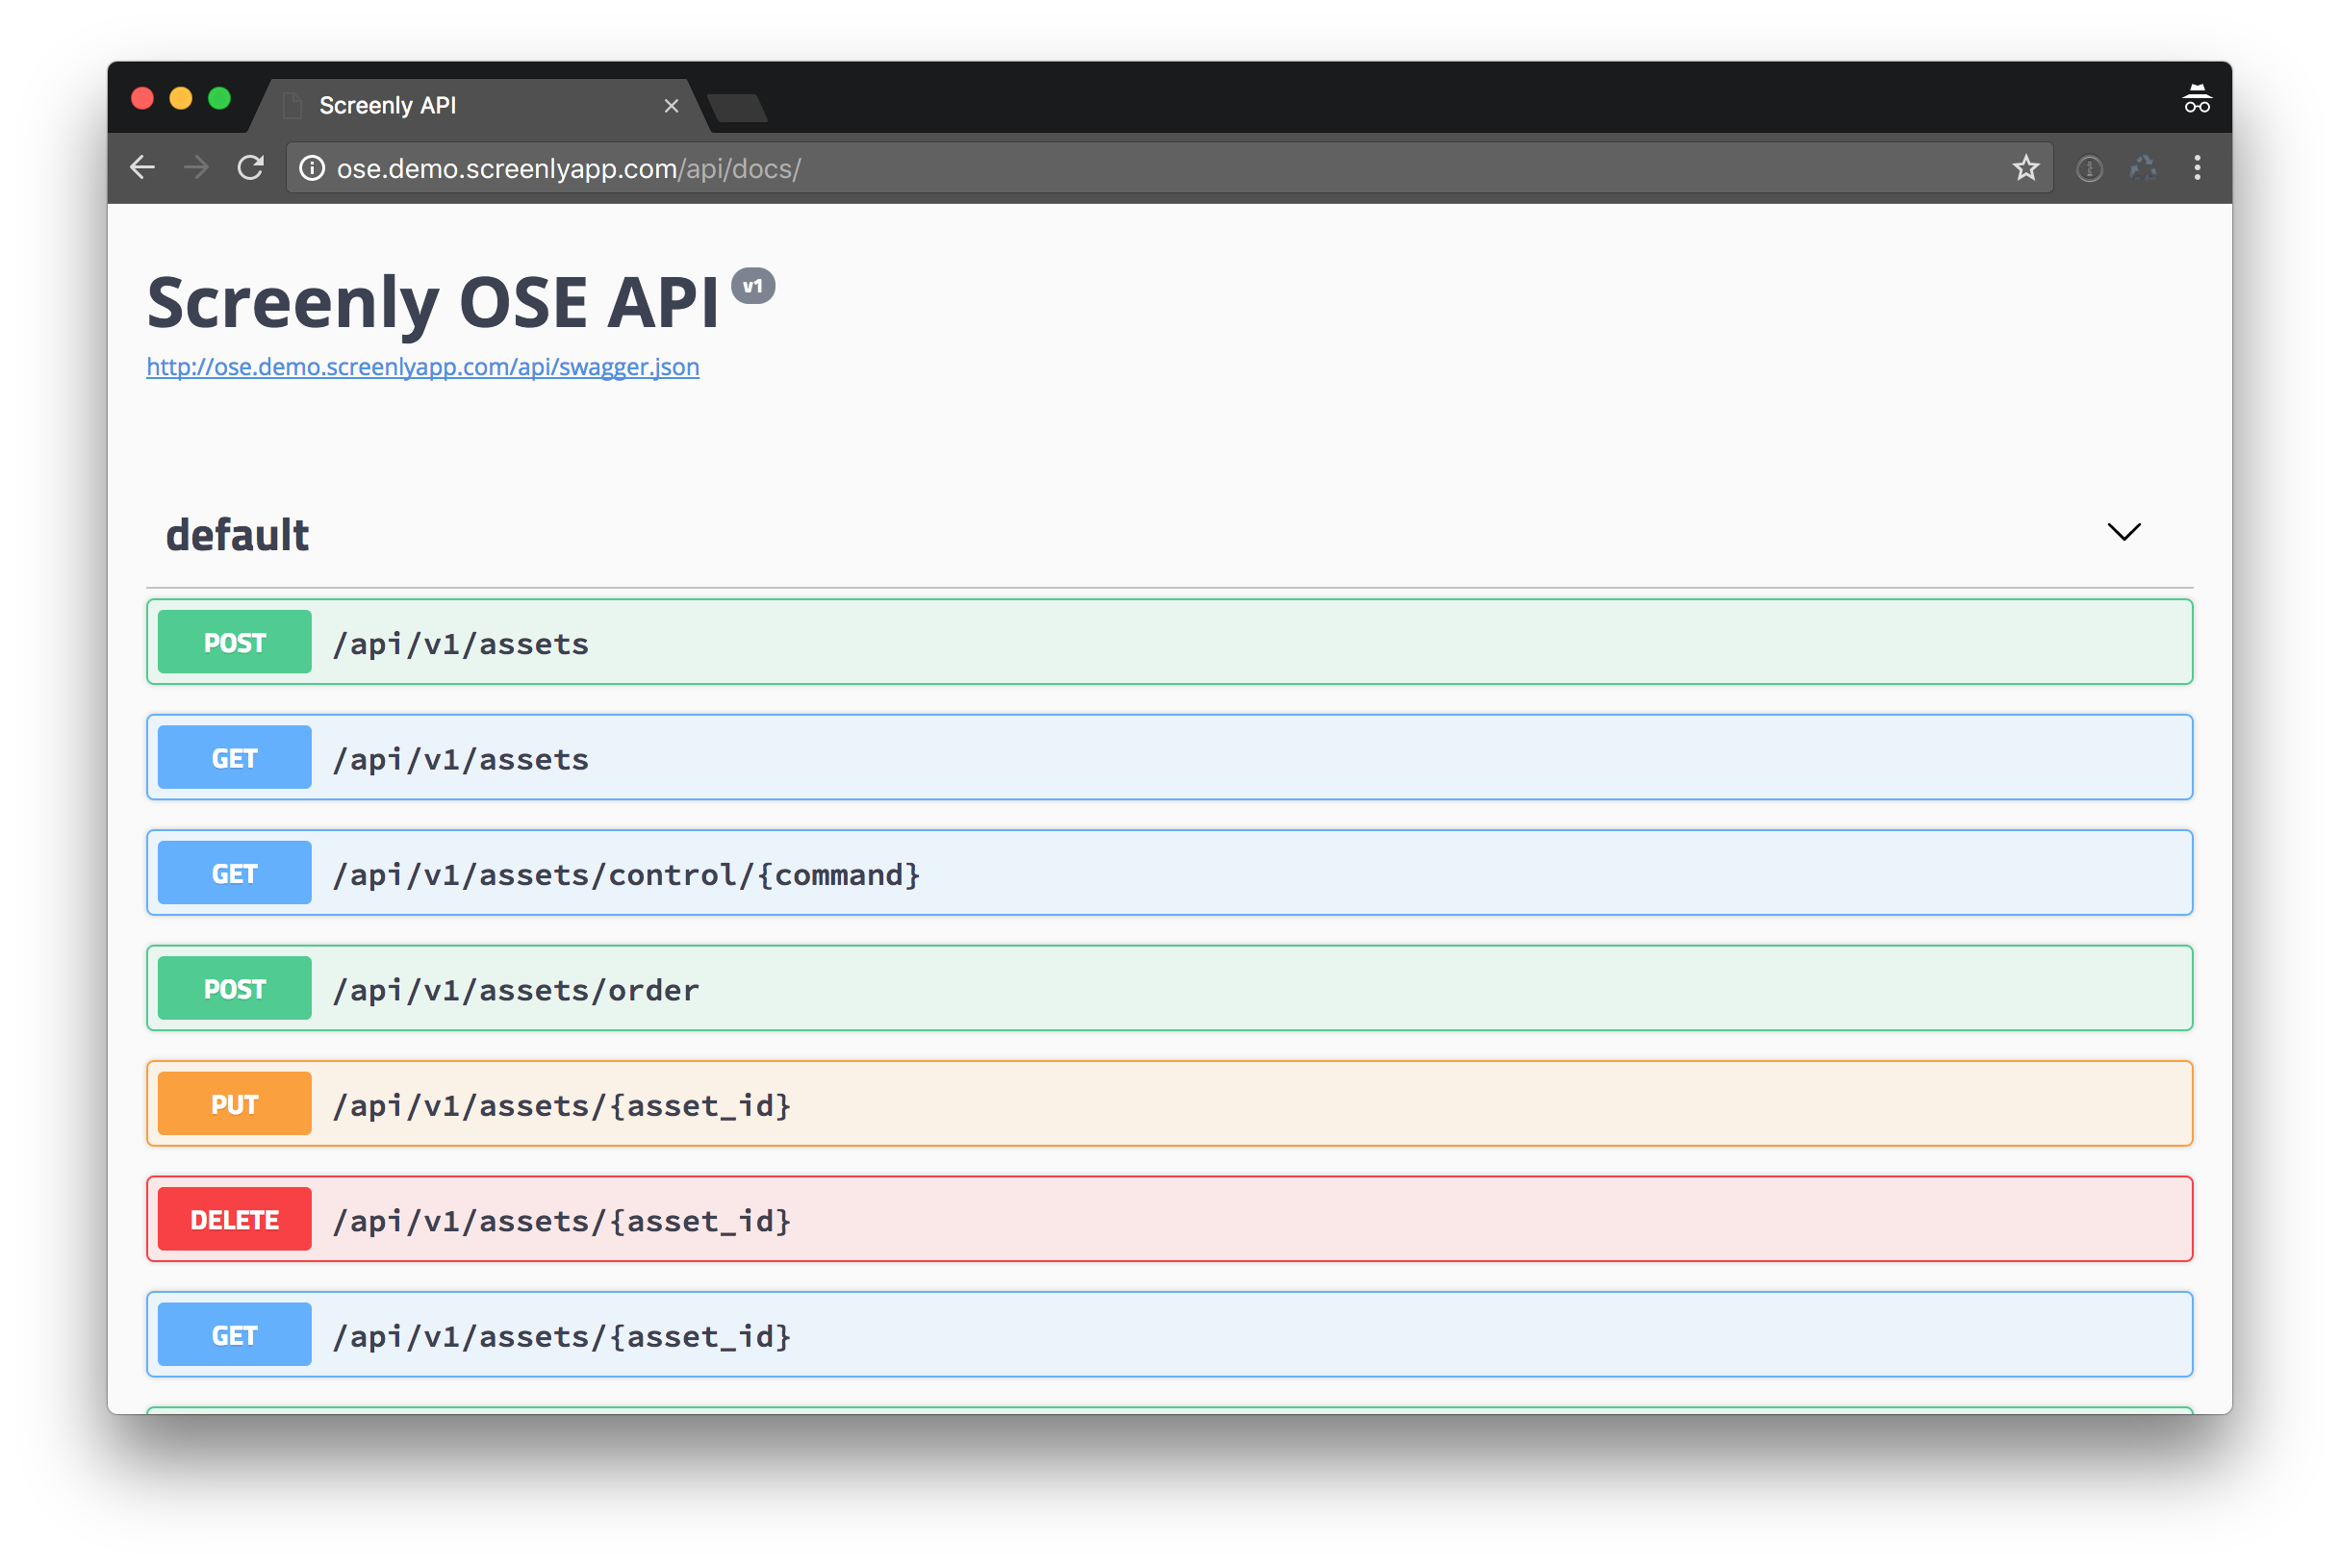 Screenly API
ose.demo.screenlyapp.com/api/docs/
Screenly OSE API v1
http://ose.demo.screenlyapp.com/api/swagger.json
default
POST /api/v1/assets
GET /api/v1/assets
GET /api/v1/assets/control/{command}
POST /api/v1/assets/order
PUT /api/v1/assets/{asset_id}
DELETE /api/v1/assets/{asset_id}
GET /api/v1/assets/{asset_id}